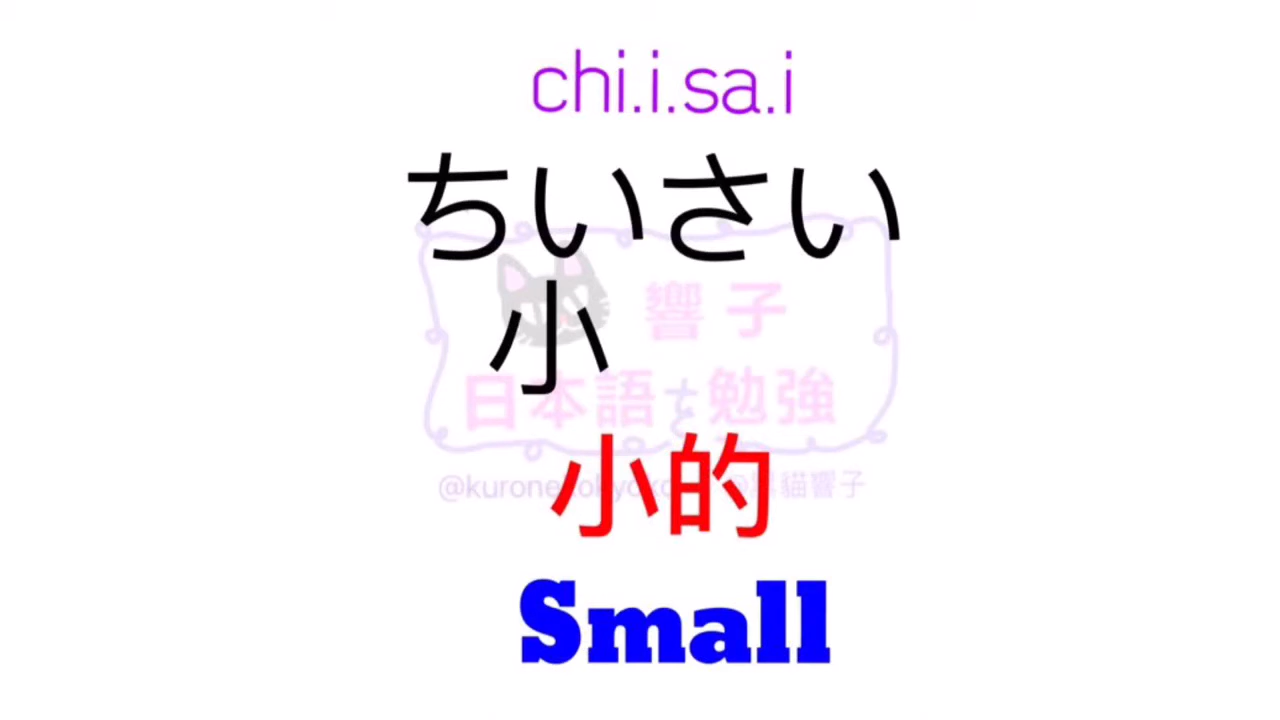 chi.i.sa.i
ちいさい
小
響子
日本語を勉強
小的
Small